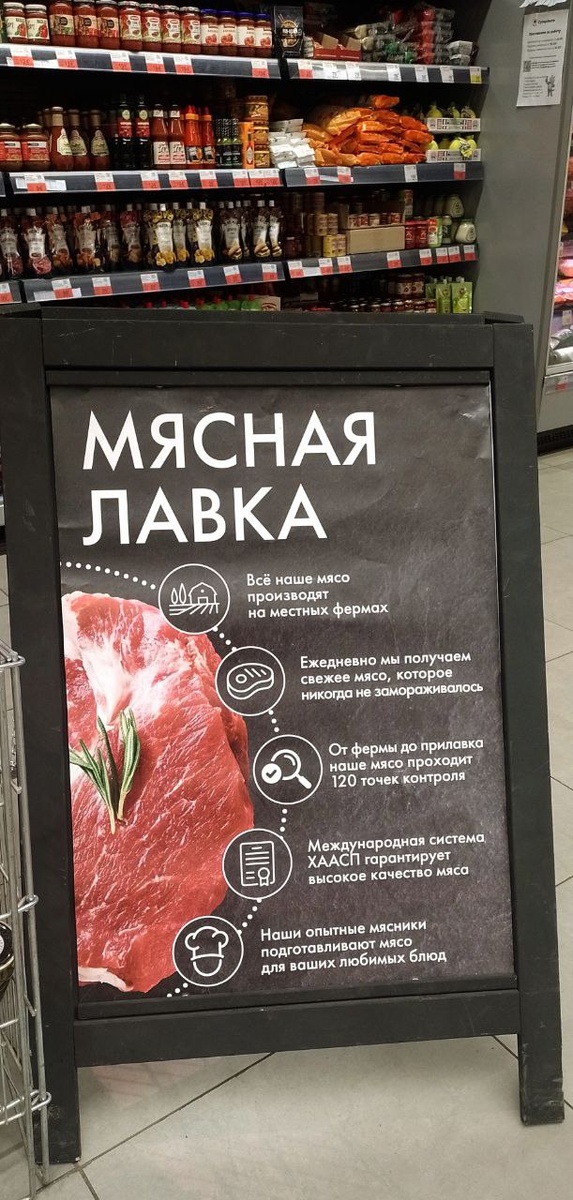 МЯСНАЯ
ЛАВКА
Всё наше мясо
производят
на местных фермах
Ежедневно мы получаем
свежее мясо, которое
никогда не замораживалось
От фермы до прилавка
наше мясо проходит
120 точек контроля
Международная система
ХААСП гарантирует
высокое качество мяса
Наши опытные мясники
подготавливают мясо
для ваших любимых блюд